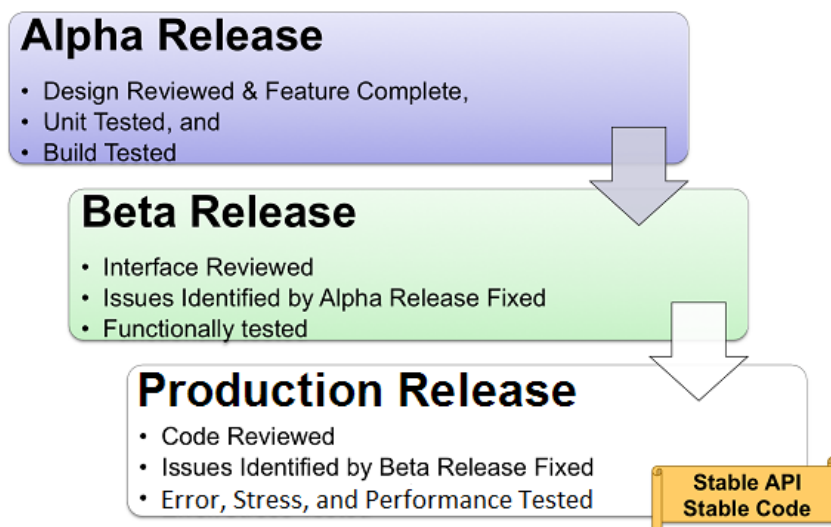 Alpha Release
• Design Reviewed & Feature Complete,
• Unit Tested, and
• Build Tested
Beta Release
• Interface Reviewed
• Issues Identified by Alpha Release Fixed
• Functionally tested
Production Release
• Code Reviewed
• Issues Identified by Beta Release Fixed
• Error, Stress, and Performance Tested
Stable API
Stable Code